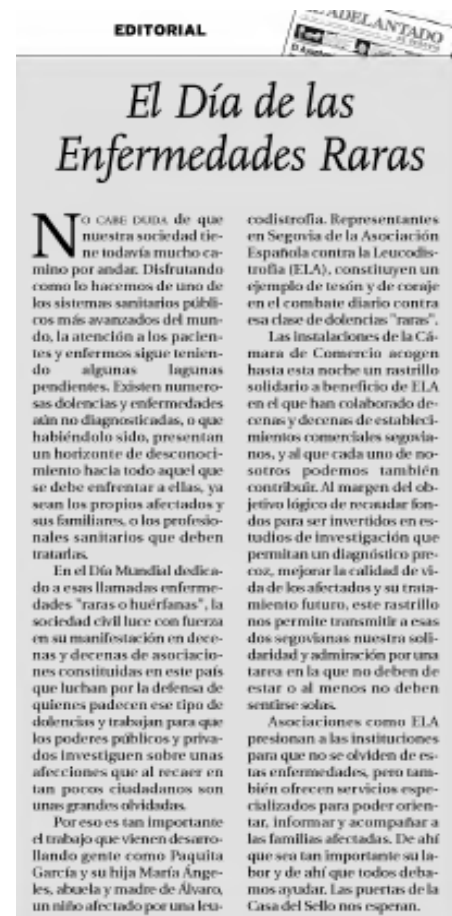 EDITORIAL
EL ADELANTADO
El Día de las
Enfermedades Raras
NO CABE DUDA de que
nuestra sociedad tie-
ne todavía mucho ca-
mino por andar. Disfrutando
como lo hacemos de uno de
los sistemas sanitarios públi-
cos más avanzados del mun-
do, la atención a los pacien-
tes y enfermos sigue tenien-
do algunas lagunas
pendientes. Existen numero-
sas dolencias y enfermedades
aún no diagnosticadas, o que
habiéndolo sido, presentan
un horizonte de desconoci-
miento hacia todo aquel que
se debe enfrentar a ellas, ya
sean los propios afectados y
sus familiares, o los profesio-
nales sanitarios que deben
tratarlas.
En el Día Mundial dedica-
do a esas llamadas enferme-
dades "raras o huérfanas", la
sociedad civil luce con fuerza
en su manifestación en dece-
nas y decenas de asociacio-
nes constituidas en este país
que luchan por la defensa de
quienes padecen ese tipo de
dolencias y trabajan para que
los poderes públicos y priva-
dos investiguen sobre unas
afecciones que al recaer en
tan pocos ciudadanos son
unas grandes olvidadas.
Por eso es tan importante
el trabajo que vienen desarro-
llando gente como Paquita
García y su hija María Ánge-
les, abuela y madre de Álvaro,
un niño afectado por una leu-
codistrofia. Representantes
en Segovia de la Asociación
Española contra la Leucodis-
trofia (ELA), constituyen un
ejemplo de tesón y de coraje
en el combate diario contra
esa clase de dolencias "raras".
Las instalaciones de la Cá-
mara de Comercio acogen
hasta esta noche un rastrillo
solidario a beneficio de ELA
en el que han colaborado de-
cenas y decenas de estableci-
mientos comerciales segovia-
nos, y al que cada uno de no-
sotros podemos también
contribuir. Al margen del ob-
jetivo lógico de recaudar fon-
dos para ser invertidos en es-
tudios de investigación que
permitan un diagnóstico pre-
coz, mejorar la calidad de vi-
da de los afectados y su trata-
miento futuro, este rastrillo
nos permite transmitir a esas
dos segovianas nuestra soli-
daridad y admiración por una
tarea en la que no deben de
estar o al menos no deben
sentirse solas.
Asociaciones como ELA
presionan a las instituciones
para que no se olviden de es-
tas enfermedades, pero tam-
bién ofrecen servicios espe-
cializados para poder orien-
tar, informar y acompañar a
las familias afectadas. De ahí
que sea tan importante su la-
bor y de ahí que todos deba-
mos ayudar. Las puertas de la
Casa del Sello nos esperan.